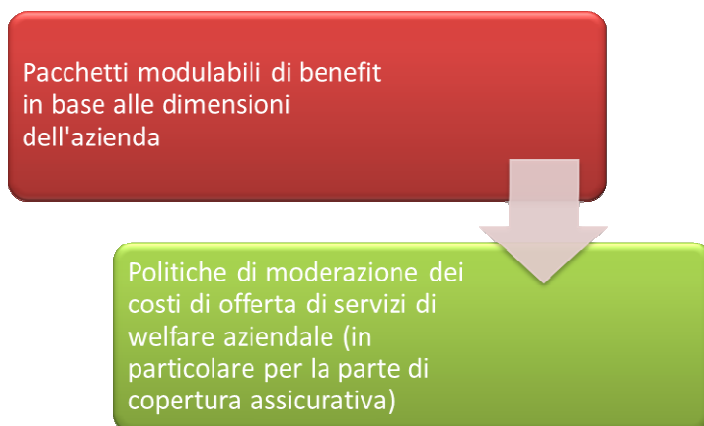 Pacchetti modulabili di benefit
in base alle dimensioni
dell'azienda
Politiche di moderazione dei
costi di offerta di servizi di
welfare aziendale (in
particolare per la parte di
copertura assicurativa)